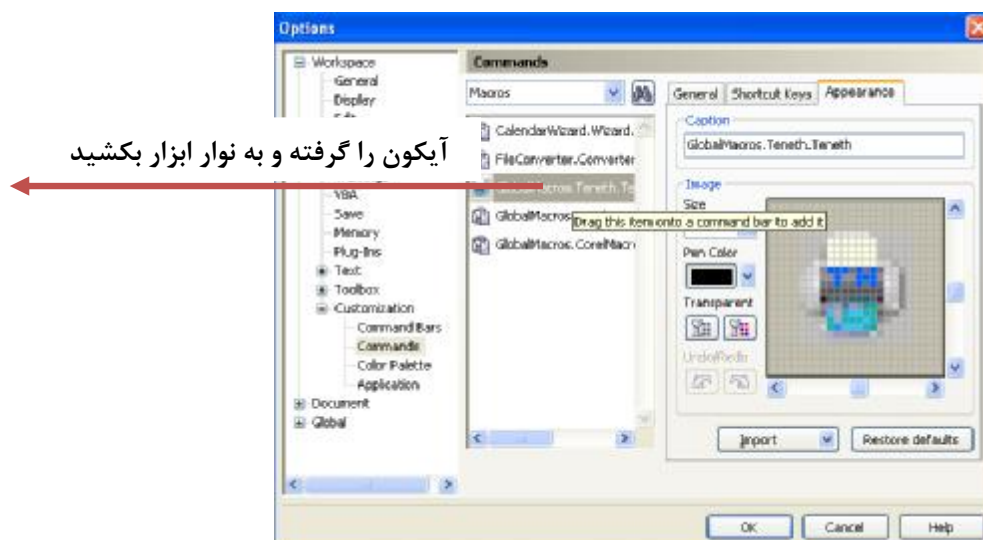 Options
Workspace
General
Display
Edit
VBA
Save
Memory
Plug-Ins
Text
Toolbox
Customization
Command Bars
Commands
Color Palette
Application
Document
Global
آیکون را گرفته و به نوار ابزار بکشید
Commands
Macros
CalendarWizard.Wizard.
FileConverter.Converter
GlobalMacros.Teneth.Te
GlobalMacros
GlobalMacros.CorelMacr
Drag this item onto a command bar to add it
General Shortcut Keys Appearance
Caption
GlobalMacros.Teneth.Teneth
Image
Size
Pen Color
Transparent
Undo/Redo
TH
Import Restore defaults
OK Cancel Help